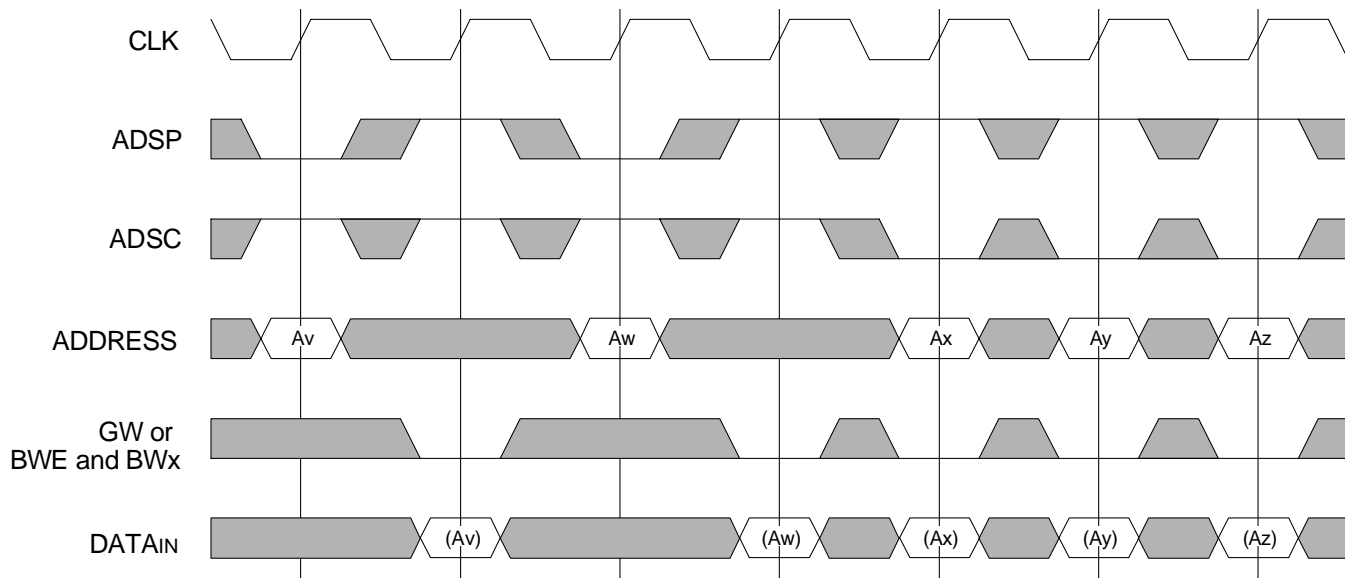 CLK
ADSP
ADSC
ADDRESS
Av Aw Ax Ay Az
GW or
BWE and BWx
DATAIN
(Av) (Aw) (Ax) (Ay) (Az)